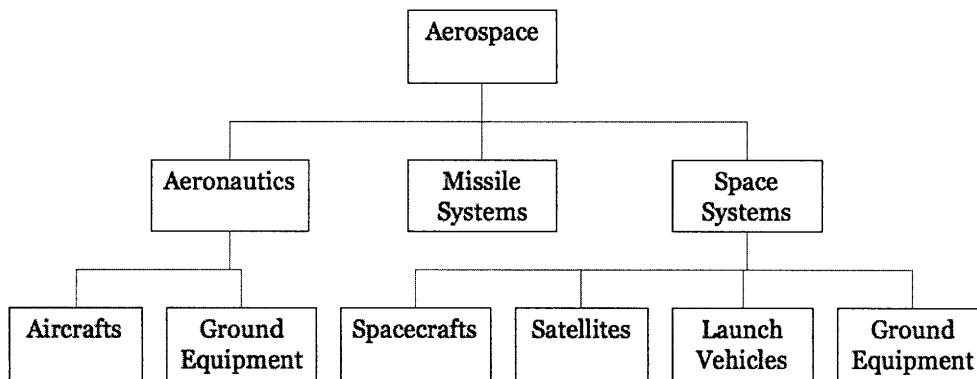 Aerospace
Aeronautics
Missile
Systems
Space
Systems
Aircrafts
Ground
Equipment
Spacecrafts
Satellites
Launch
Vehicles
Ground
Equipment